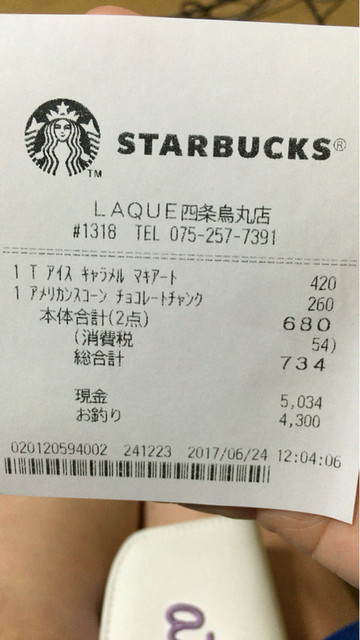 TM
STARBUCKS®
LAQUE四条烏丸店
#1318 TEL 075-257-7391
1 T アイス キャラメル マキアート 420
1 アメリカンスコーン チョコレートチャンク 260
本体合計(2点) 680
(消費税 54)
総合計 734
現金 5,034
お釣り 4,300
020120594002 241223 2017/06/24 12:04:06